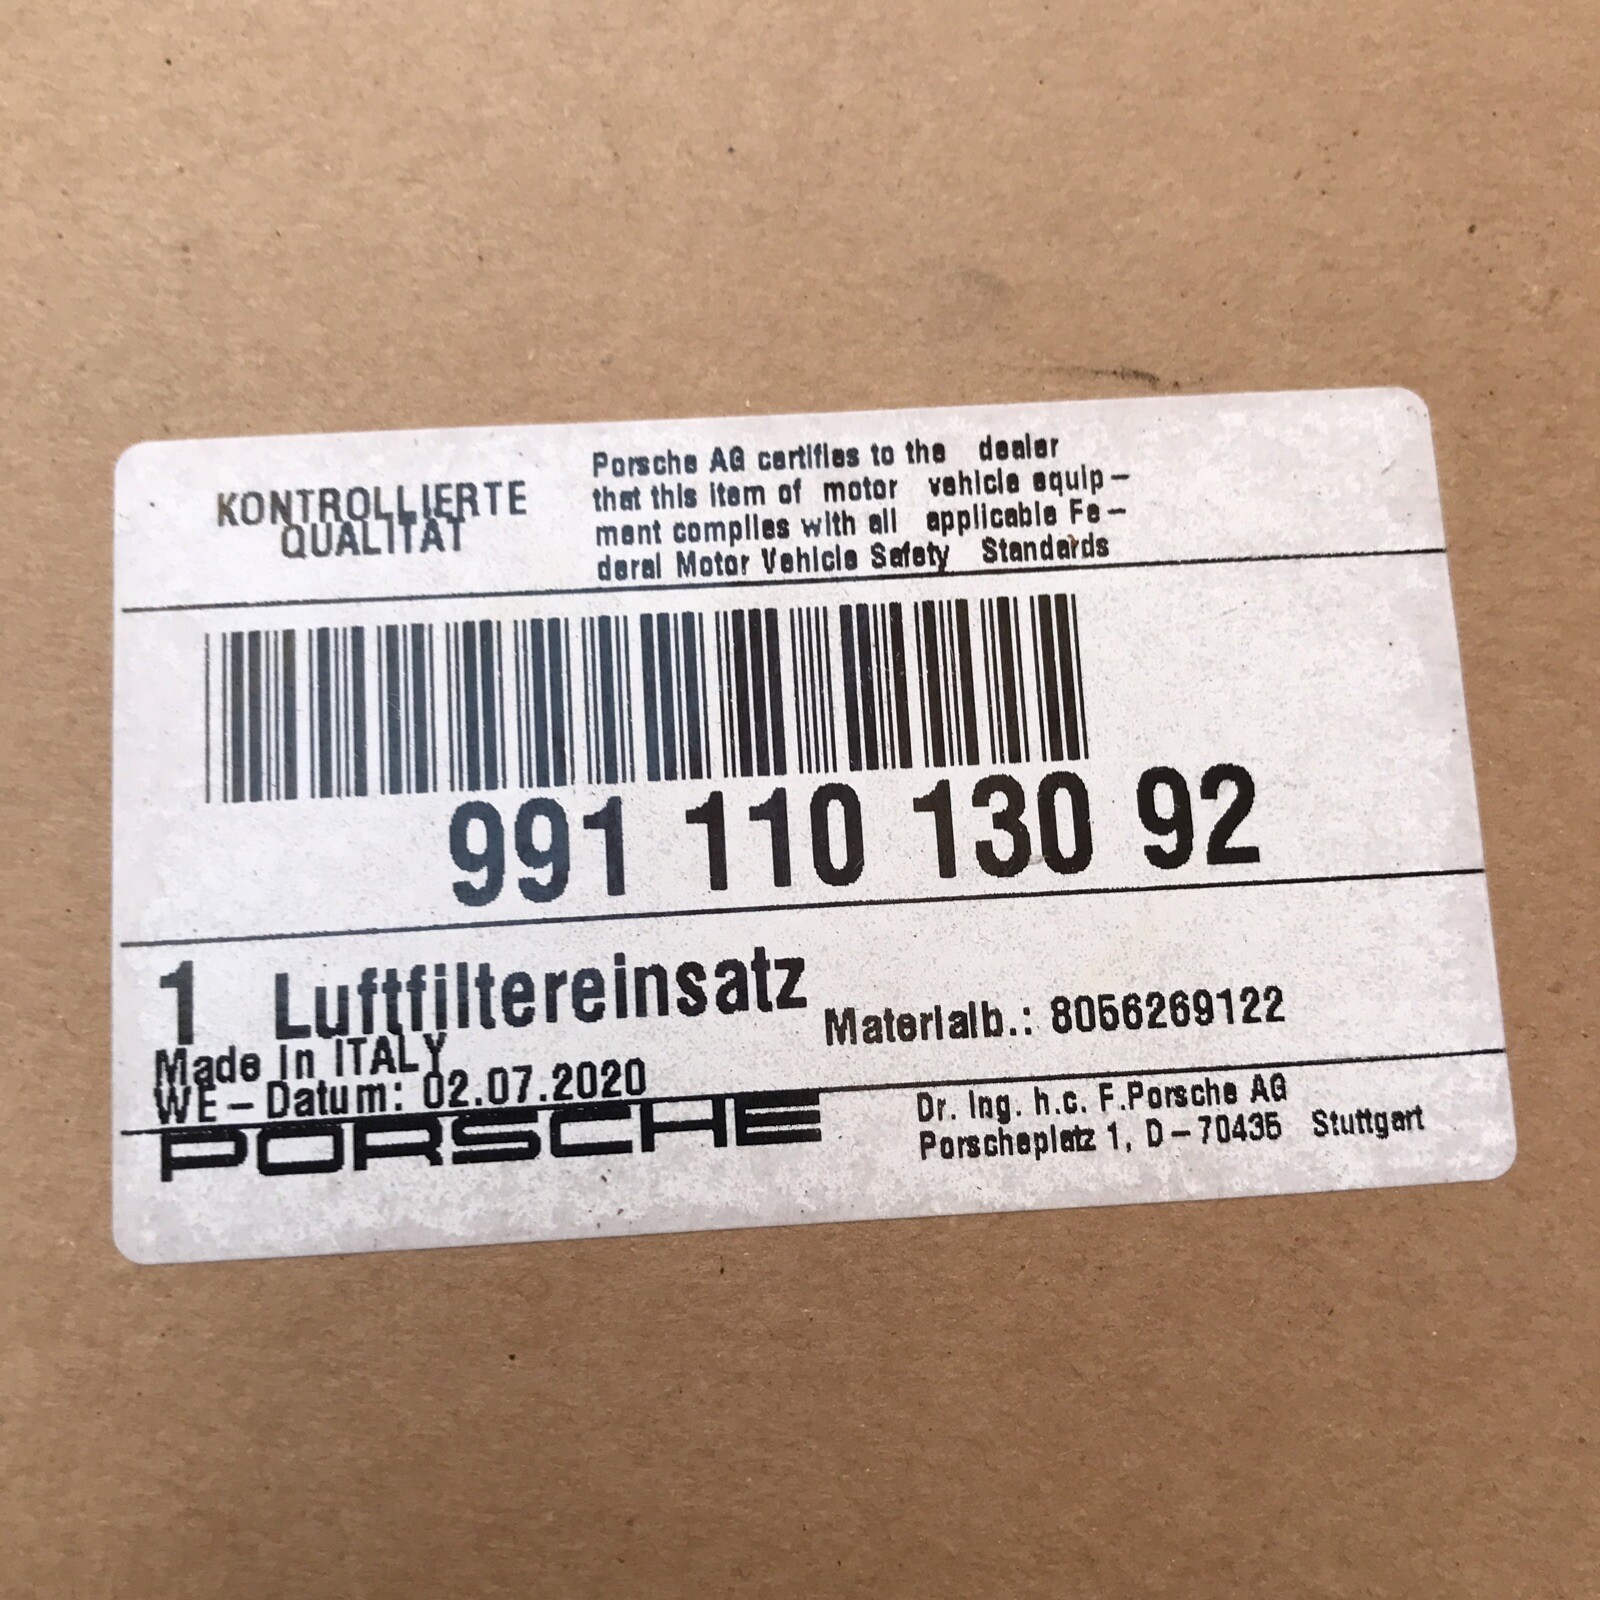 KONTROLLIERTE
QUALITÄT
Porsche AG certifies to the dealer
that this item of motor vehicle equip-
ment complies with all applicable Fe-
deral Motor Vehicle Safety Standards
991 110 130 92
1 Luftfiltereinsatz
Materialb.: 8056269122
Made in ITALY
WE-Datum: 02.07.2020
PORSCHE
Dr. Ing. h.c. F.Porsche AG
Porscheplatz 1, D-70435 Stuttgart